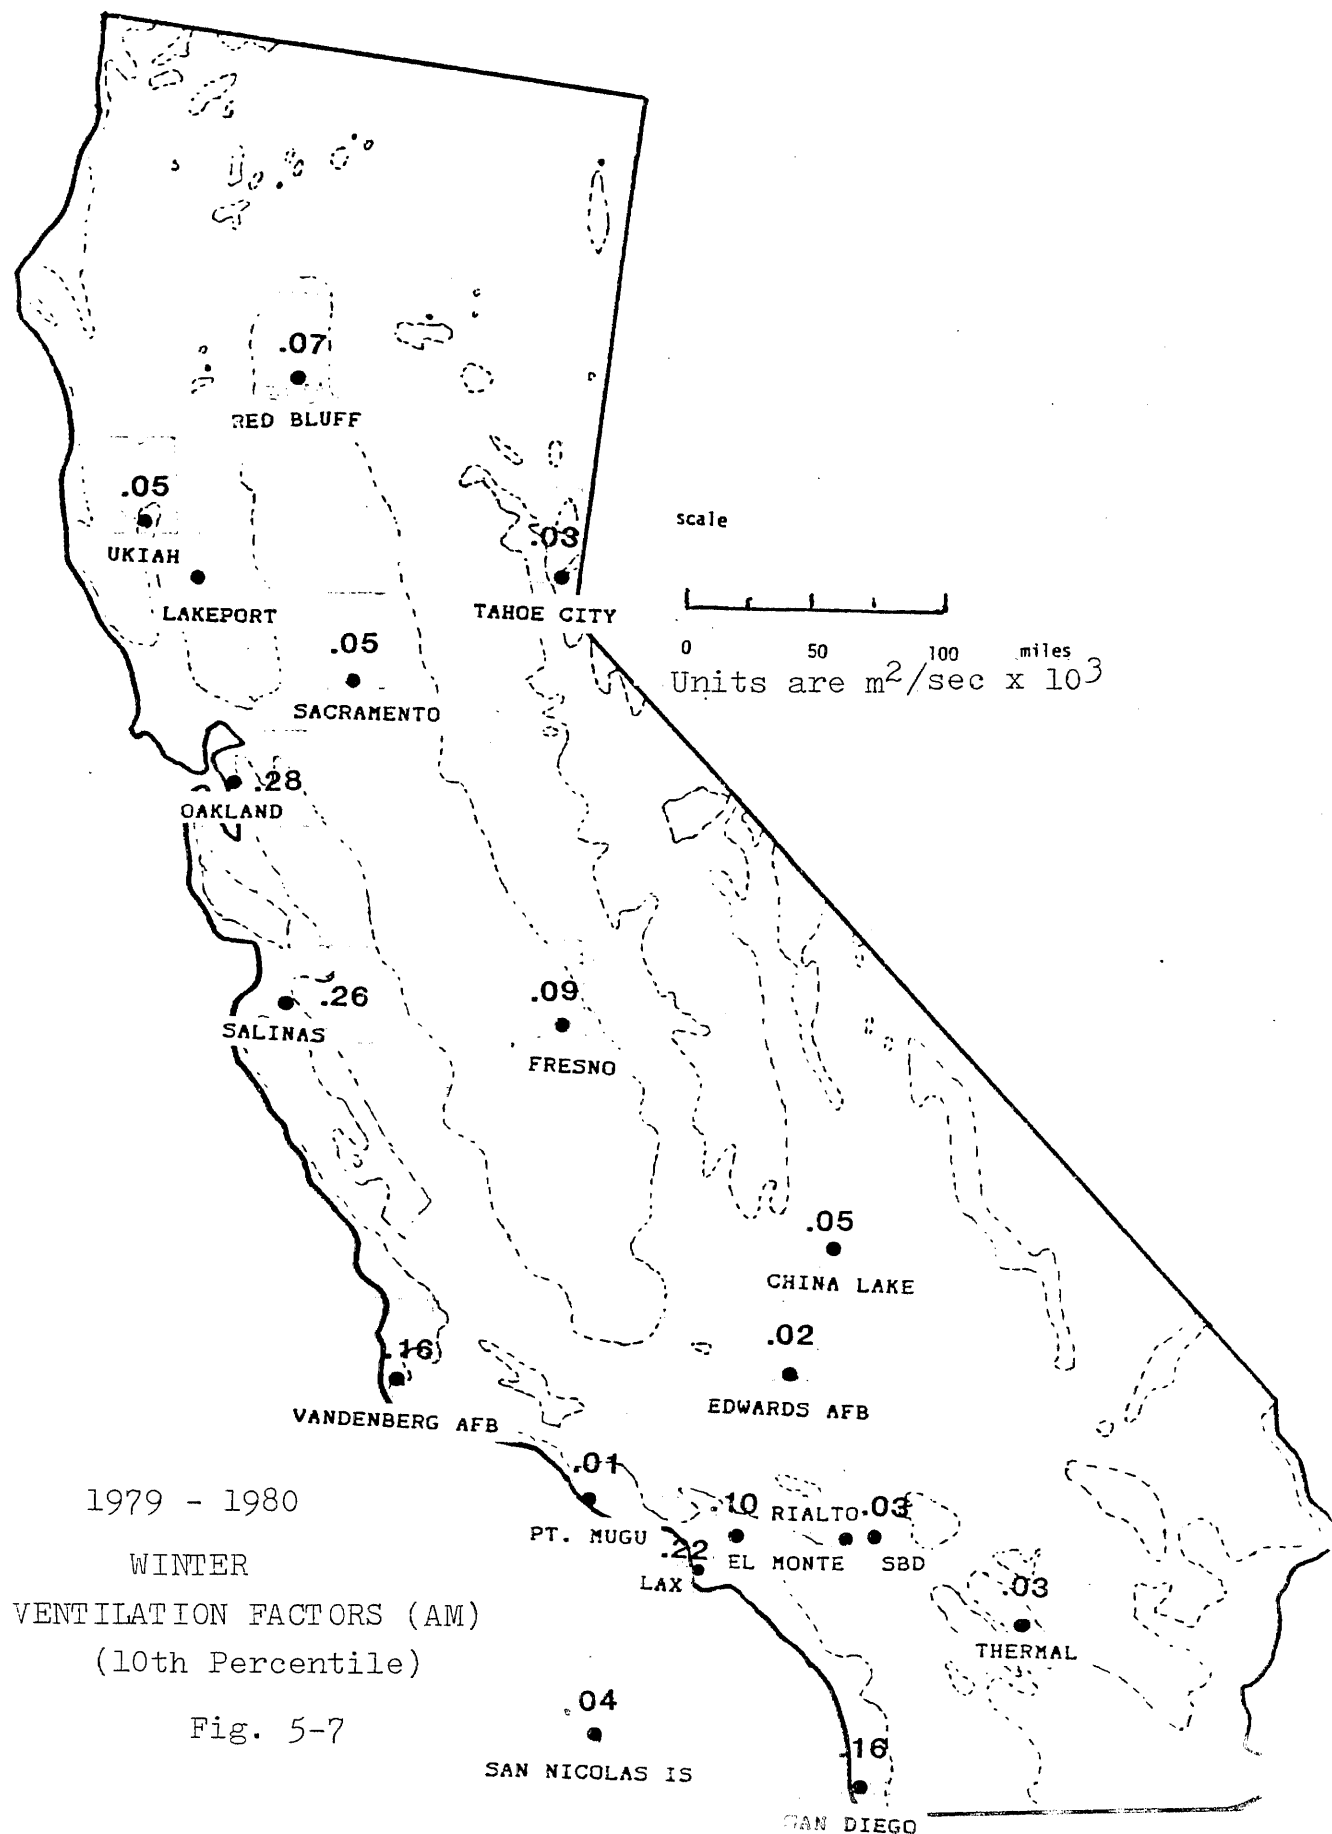 .07
RED BLUFF
.05
UKIAH
LAKEPORT
.03
TAHOE CITY
scale
0 50 100 miles
Units are m²/sec x 10³
.05
SACRAMENTO
.28
OAKLAND
.26
SALINAS
.09
FRESNO
.05
CHINA LAKE
.02
EDWARDS AFB
.16
VANDENBERG AFB
.01
PT. MUGU
.10
EL MONTE
RIALTO
.03
SBD
.22
LAX
.03
THERMAL
.04
SAN NICOLAS IS
.16
SAN DIEGO
1979 - 1980
WINTER
VENTILATION FACTORS (AM)
(10th Percentile)
Fig. 5-7